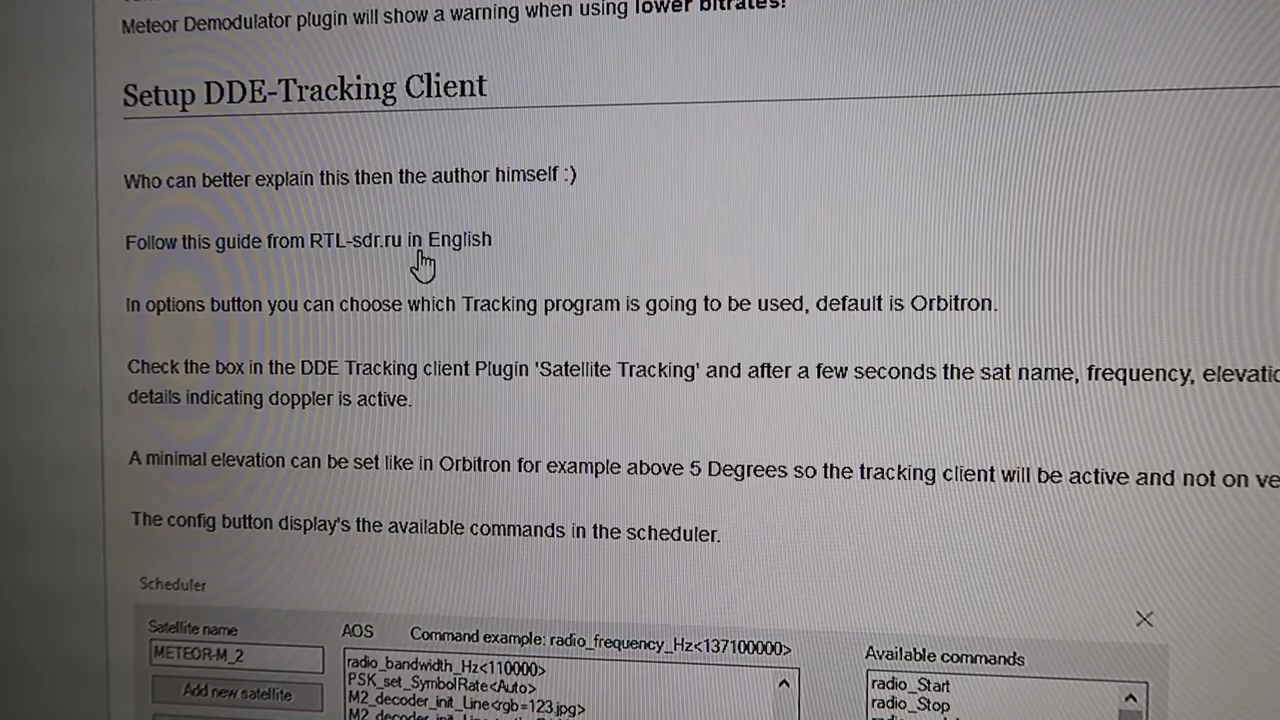 Meteor Demodulator plugin will show a warning when using lower bitrates!
Setup DDE-Tracking Client
Who can better explain this then the author himself :)
Follow this guide from RTL-sdr.ru in English
In options button you can choose which Tracking program is going to be used, default is Orbitron.
Check the box in the DDE Tracking client Plugin 'Satellite Tracking' and after a few seconds the sat name, frequency,
details indicating doppler is active.
A minimal elevation can be set like in Orbitron for example above 5 Degrees so the tracking client will be active and not on
The config button display's the available commands in the scheduler.
Scheduler
Satellite name
AOS Command example: radio_frequency_Hz<137100000>
Available commands
METEOR-M_2
radio_bandwidth_Hz<110000>
PSK_set_SymbolRate<Auto>
M2_decoder_init_Line<rgb=123.jpg>
Add new satellite
radio_Start
radio_Stop